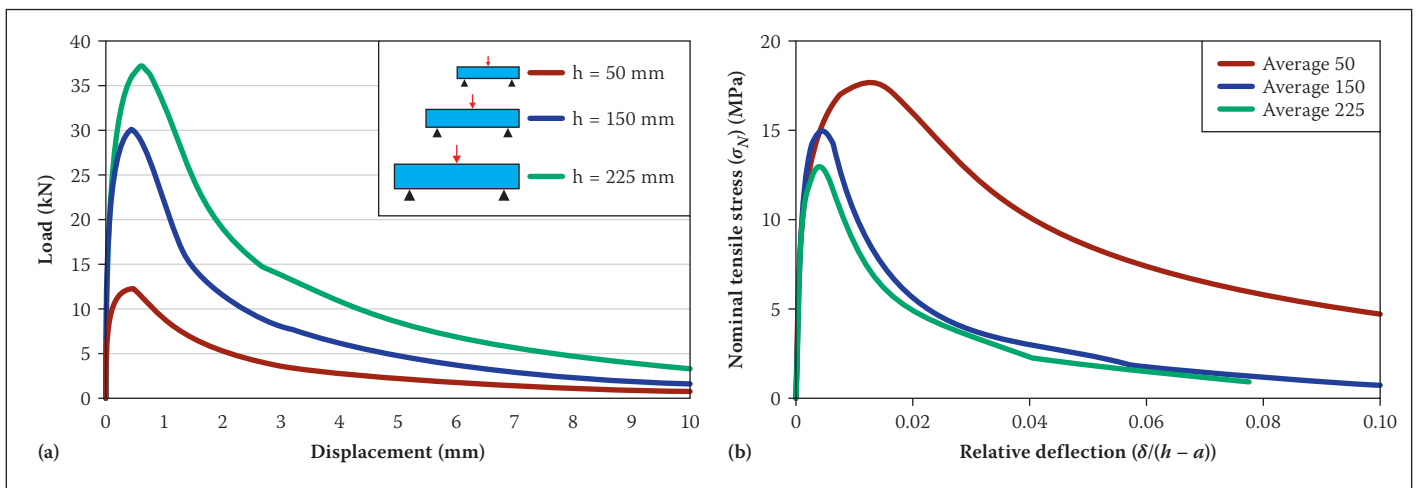 40
35
30
25
20
15
10
5
0
Load (kN)
0 1 2 3 4 5 6 7 8 9 10
Displacement (mm)
(a)
h = 50 mm
h = 150 mm
h = 225 mm
20
15
10
5
0
Nominal tensile stress (σN) (MPa)
0 0.02 0.04 0.06 0.08 0.10
Relative deflection (δ/(h – a))
(b)
Average 50
Average 150
Average 225